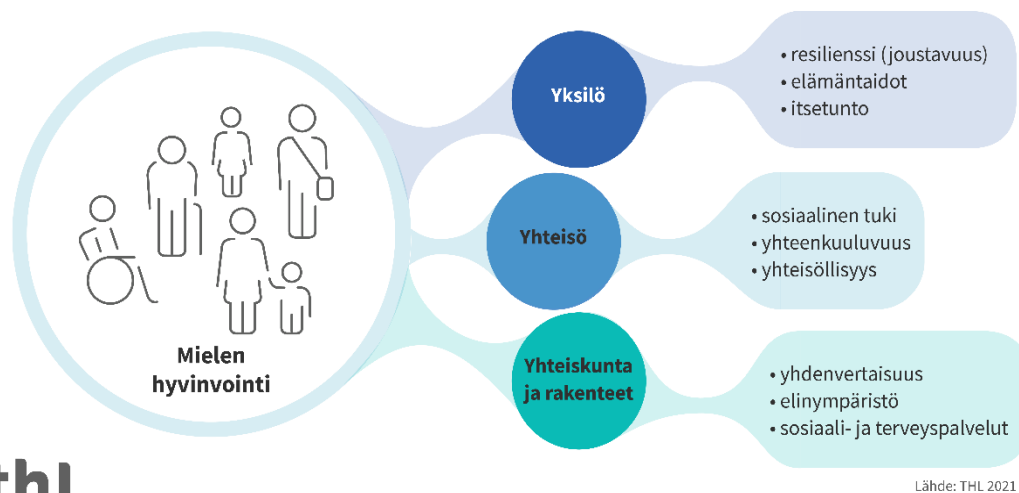 Mielen
hyvinvointi
Yksilö
• resilienssi (joustavuus)
• elämäntaidot
• itsetunto
Yhteisö
• sosiaalinen tuki
• yhteenkuuluvuus
• yhteisöllisyys
Yhteiskunta
ja rakenteet
• yhdenvertaisuus
• elinympäristö
• sosiaali- ja terveyspalvelut
thl
Lähde: THL 2021